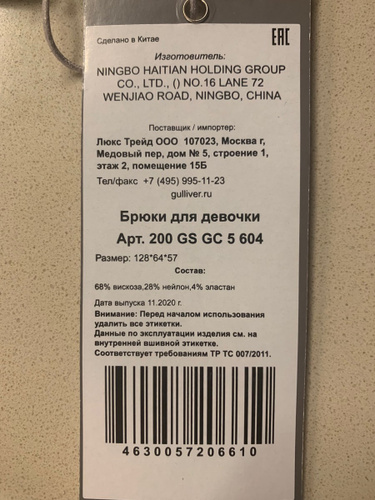 Сделано в Китае
EAC
Изготовитель:
NINGBO HAITIAN HOLDING GROUP
CO., LTD., () NO.16 LANE 72
WENJIAO ROAD, NINGBO, CHINA
Поставщик / импортер:
Люкс Трейд ООО 107023, Москва г,
Медовый пер, дом № 5, строение 1,
этаж 2, помещение 15Б
Тел/факс +7 (495) 995-11-23
gulliver.ru
Брюки для девочки
Арт. 200 GS GC 5 604
Размер: 128*64*57
Состав:
68% вискоза,28% нейлон,4% эластан
Дата выпуска 11.2020 г.
Внимание: Перед началом использования
удалить все этикетки.
Данные по эксплуатации изделия см. на
внутренней вшивной этикетке.
Соответствует требованиям ТР ТС 007/2011.
4630057206610